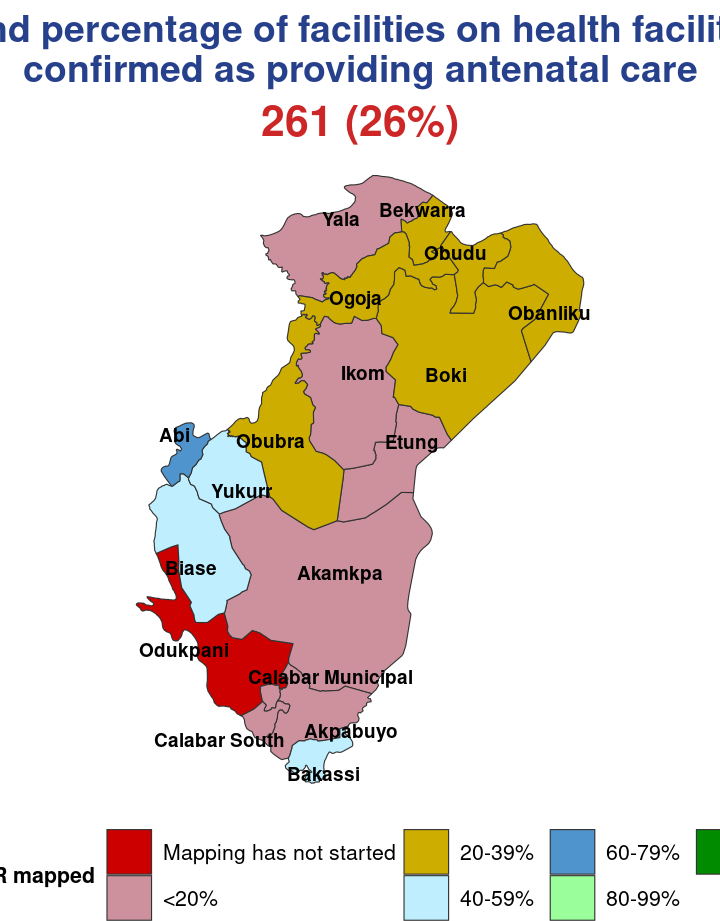 nd percentage of facilities on health facilit
confirmed as providing antenatal care
261 (26%)
Bekwarra
Yala
Obudu
Ogoja
Obanliku
Ikom
Boki
Abi
Obubra
Etung
Yukurr
Biase
Akamkpa
Odukpani
Calabar Municipal
Akpabuyo
Calabar South
Bakassi
R mapped
Mapping has not started
20-39%
60-79%
<20%
40-59%
80-99%